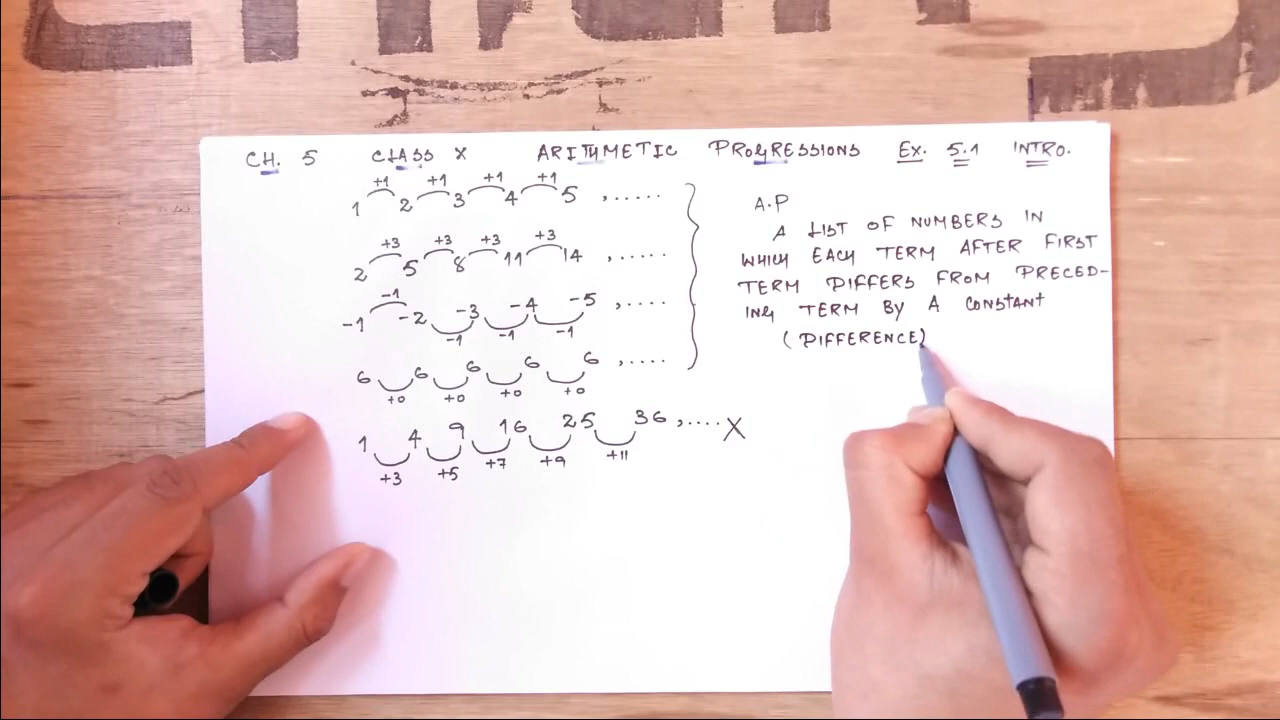 CH. 5 CLASS X ARITHMETIC PROGRESSIONS Ex. 5.1 INTRO.
+1 +1 +1 +1
1 2 3 4 5 ,.....
+3 +3 +3 +3
2 5 8 11 14 ,.....
-1
-1 -2 -3 -4 -5 ,....
-1 -1 -1
6 6 6 6 6 ,....
+0 +0 +0 +0
1 4 9 16 25 36 ,.... X
+3 +5 +7 +9 +11
A.P
A LIST OF NUMBERS IN
WHICH EACH TERM AFTER FIRST
TERM DIFFERS FROM PRECED-
ING TERM BY A CONSTANT
(DIFFERENCE)